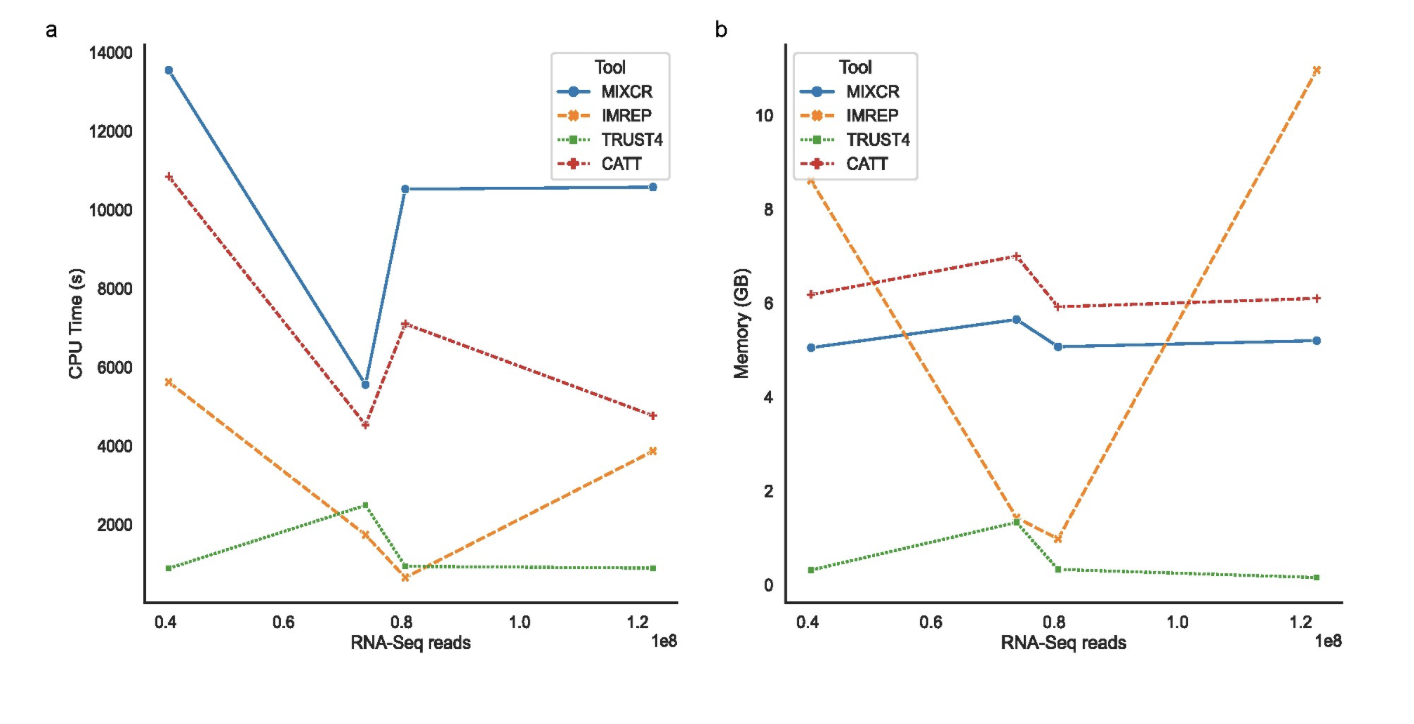 a
14000
12000
10000
8000
6000
4000
2000
CPU Time (s)
0.4 0.6 0.8 1.0 1.2
1e8
RNA-Seq reads
Tool
MIXCR
IMREP
TRUST4
CATT
b
10
8
6
4
2
0
Memory (GB)
0.4 0.6 0.8 1.0 1.2
1e8
RNA-Seq reads
Tool
MIXCR
IMREP
TRUST4
CATT